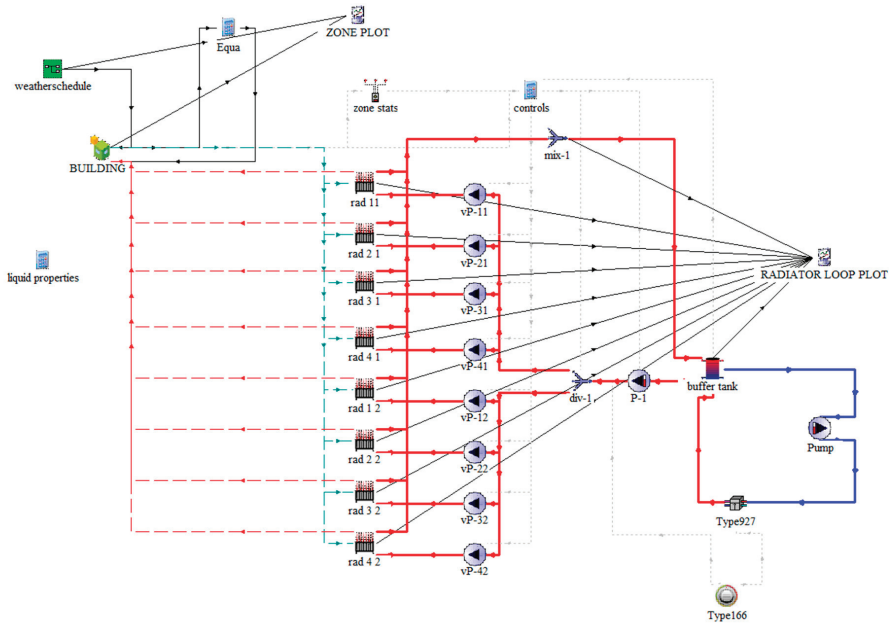 ZONE PLOT
Equa
weatherschedule
zone stats
controls
BUILDING
mix-1
rad 11
vP-11
rad 2 1
vP-21
liquid properties
RADIATOR LOOP PLOT
rad 3 1
vP-31
rad 4 1
vP-41
buffer tank
div-1
P-1
rad 1 2
vP-12
Pump
rad 2 2
vP-22
rad 3 2
vP-32
Type927
rad 4 2
vP-42
Type166